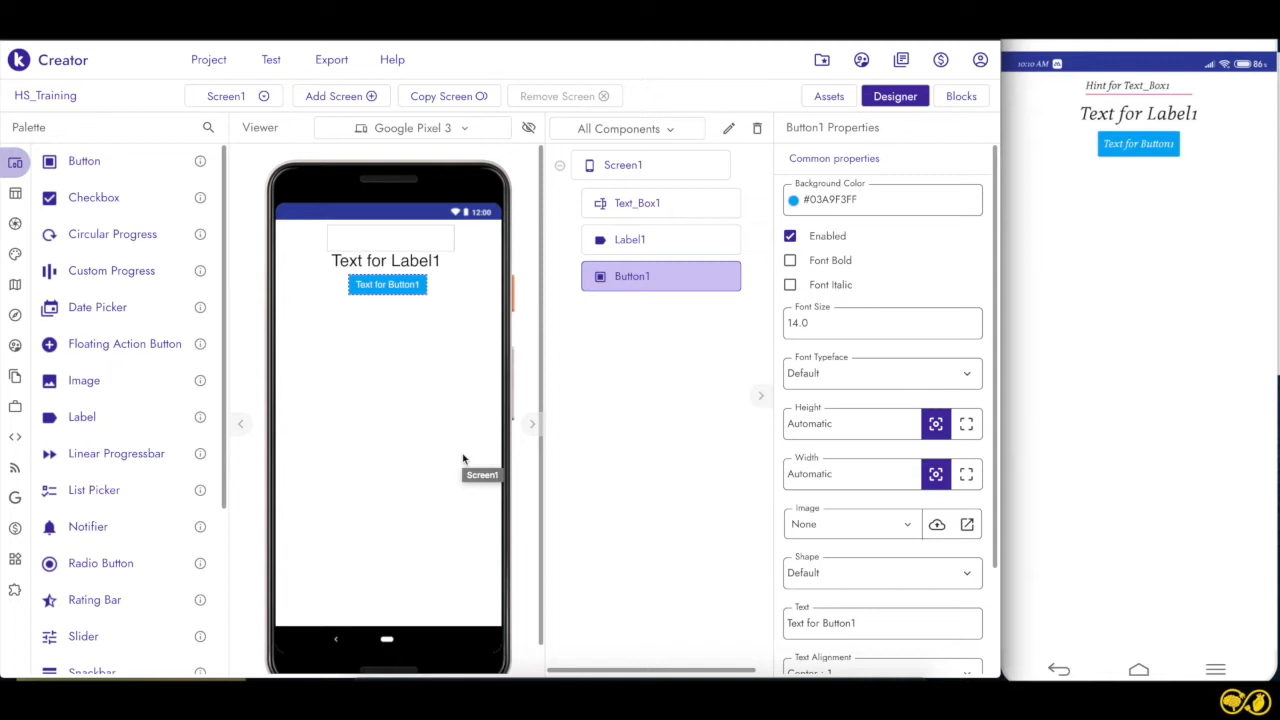 Creator
Project
Test
Export
Help
HS_Training
Screen1
Add Screen
Copy Screen
Remove Screen
Assets
Designer
Blocks
Palette
Viewer
Google Pixel 3
All Components
Button1 Properties
Button
Checkbox
Circular Progress
Custom Progress
Date Picker
Floating Action Button
Image
Label
Linear Progressbar
List Picker
Notifier
Radio Button
Rating Bar
Slider
Snackbar
12:00
Text for Label1
Text for Button1
Screen1
Screen1
Text_Box1
Label1
Button1
Common properties
Background Color
#03A9F3FF
Enabled
Font Bold
Font Italic
Font Size
14.0
Font Typeface
Default
Height
Automatic
Width
Automatic
Image
None
Shape
Default
Text
Text for Button1
Text Alignment
Center : 1
10:10 AM
86%
Hint for Text_Box1
Text for Label1
Text for Button1